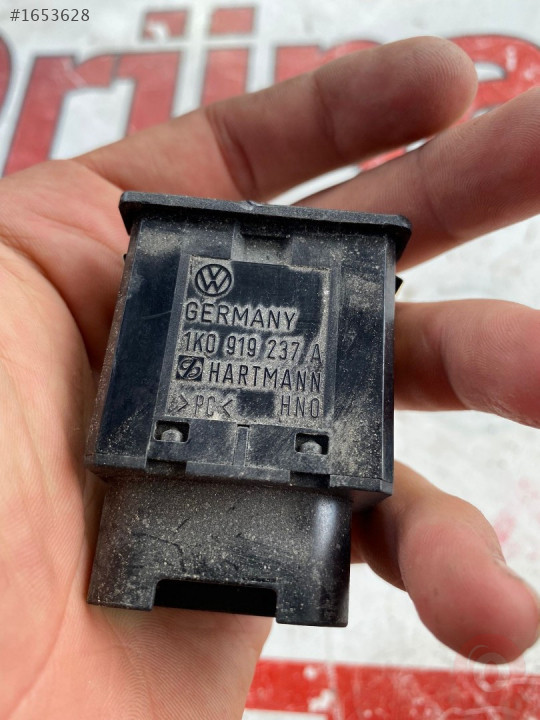 #1653628
VW
GERMANY
1K0 919 237 A
HARTMANN
>PC< HNO